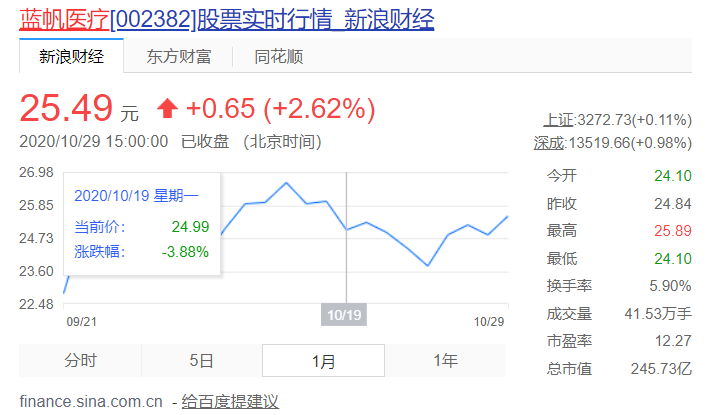 蓝帆医疗[002382]股票实时行情_新浪财经
新浪财经 东方财富 同花顺
25.49 元 +0.65 (+2.62%)
2020/10/29 15:00:00 已收盘 (北京时间)
上证:3272.73(+0.11%)
深成:13519.66(+0.98%)
26.98
25.85
24.73
23.60
22.48
2020/10/19 星期一
当前价: 24.99
涨跌幅: -3.88%
09/21 10/19 10/29
今开 24.10
昨收 24.84
最高 25.89
最低 24.10
换手率 5.90%
成交量 41.53万手
市盈率 12.27
总市值 245.73亿
分时 5日 1月 1年
finance.sina.com.cn - 给百度提建议